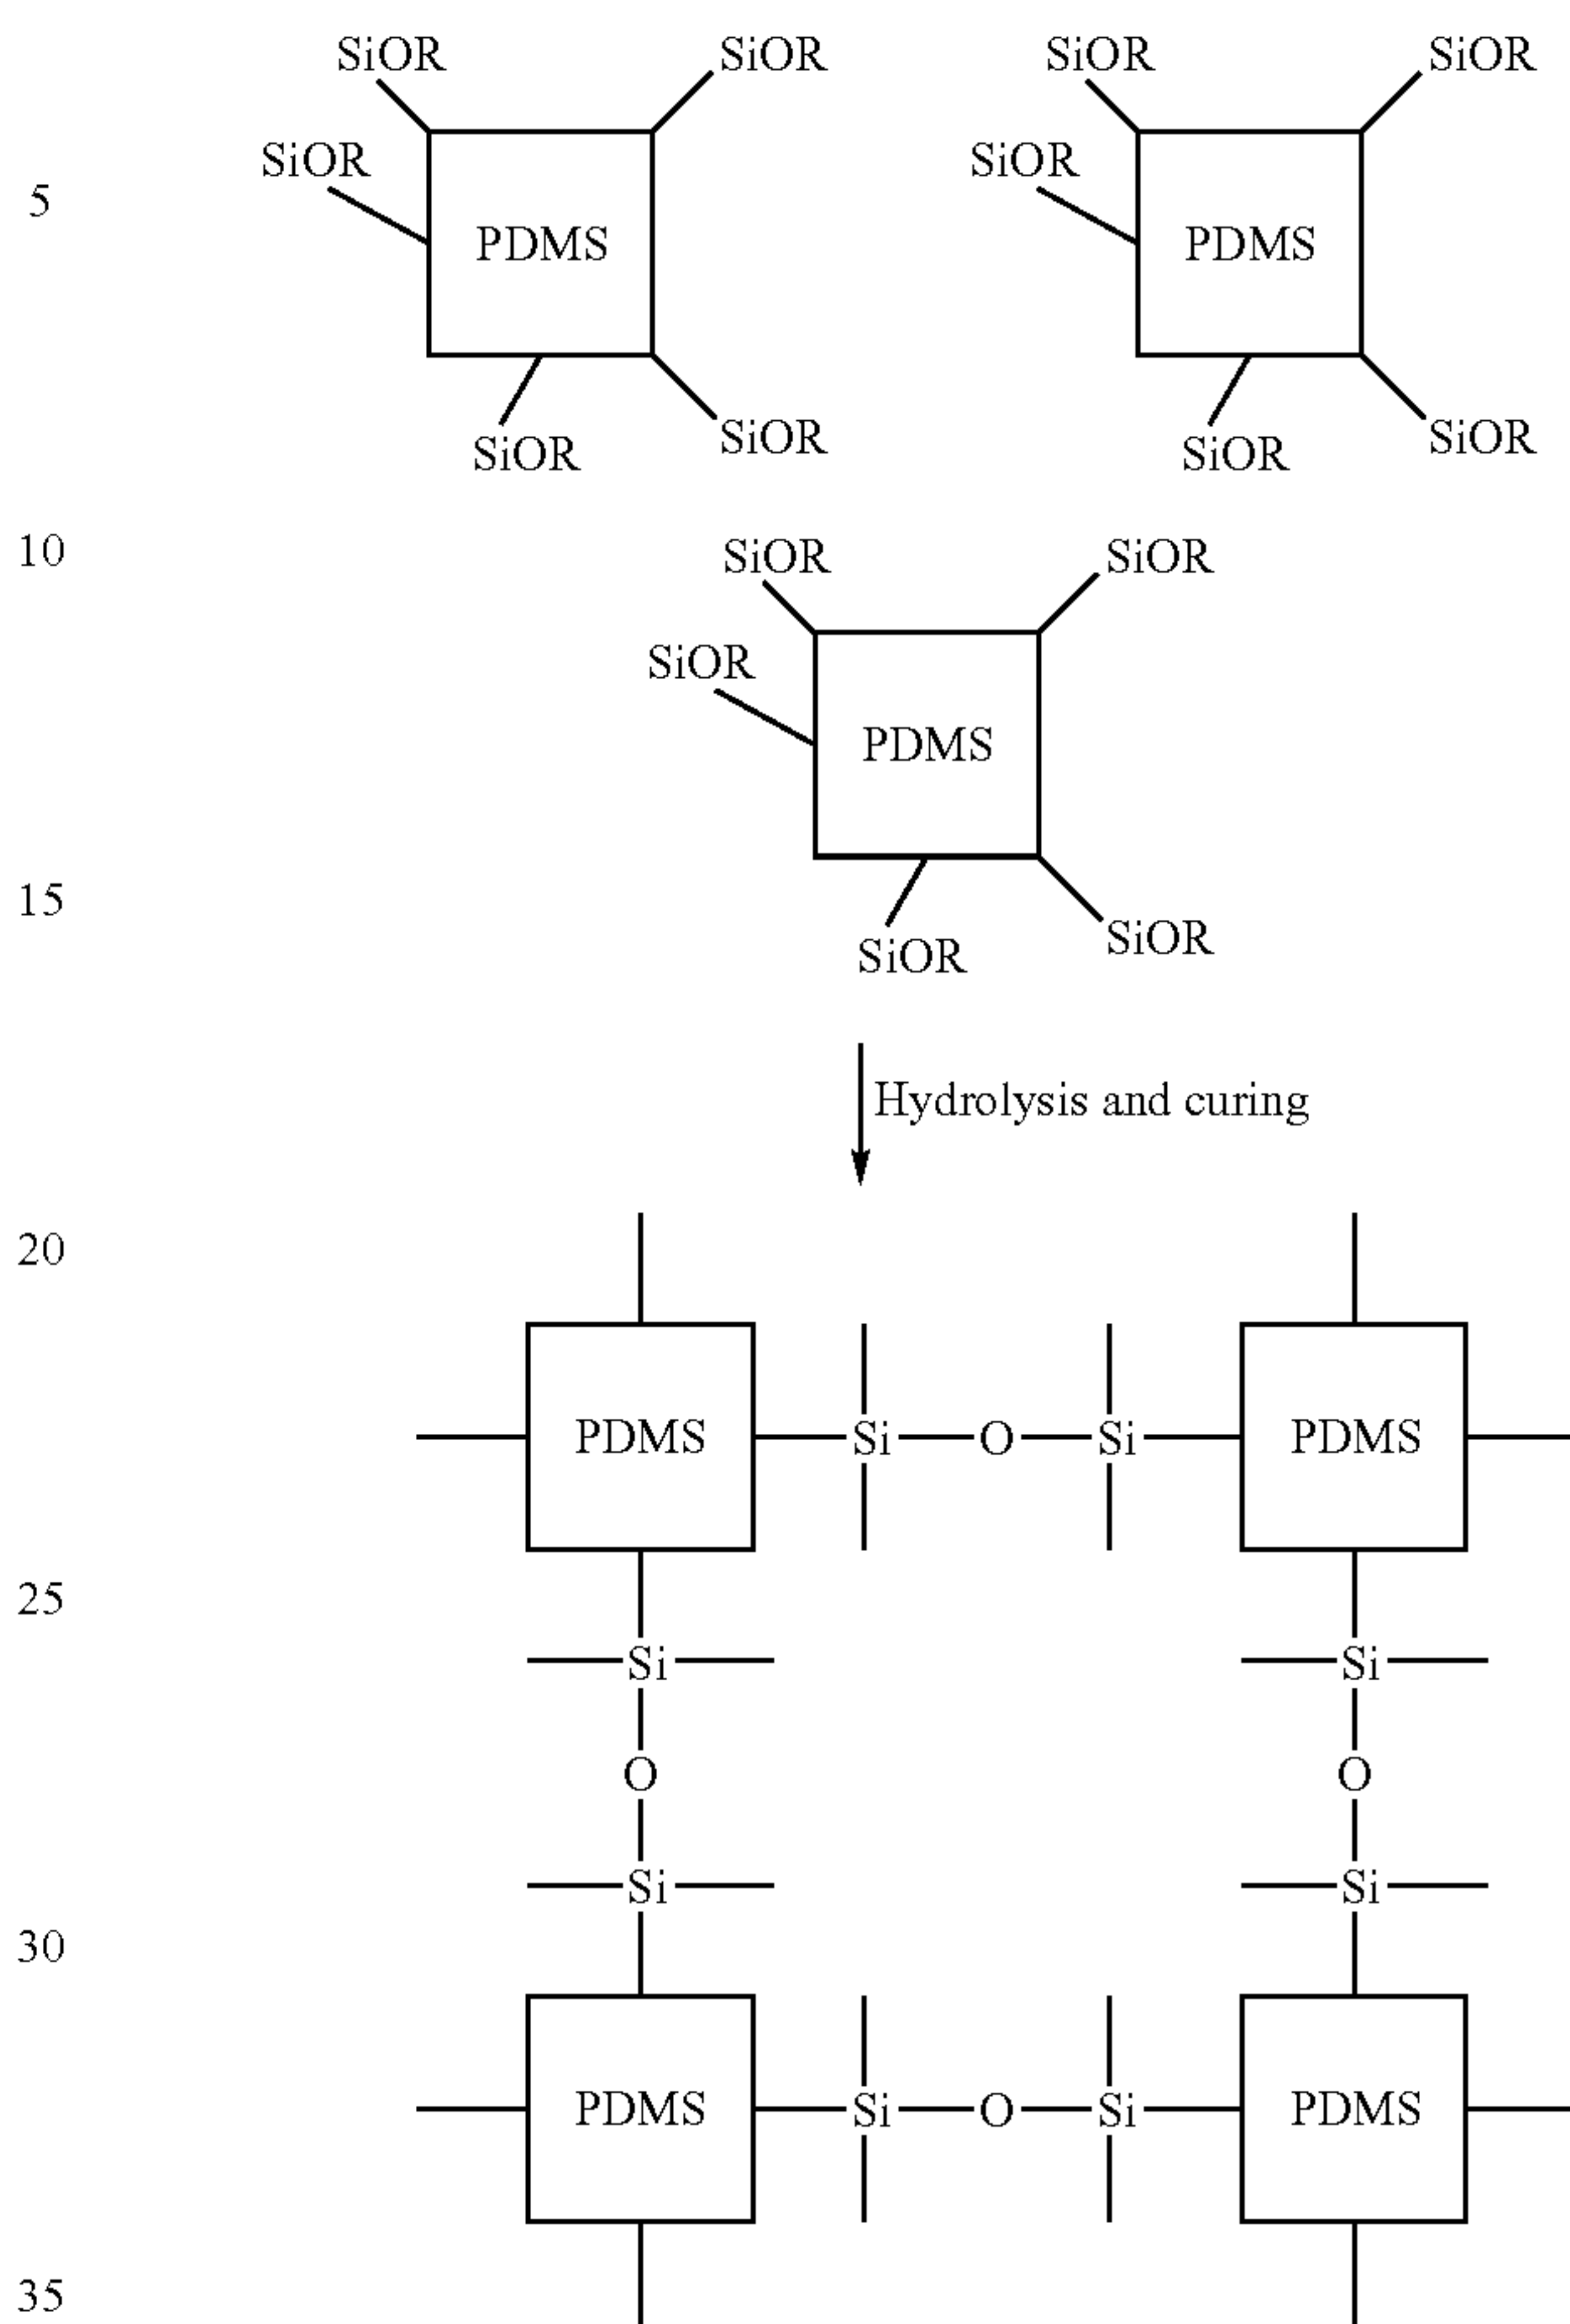 SiOR SiOR SiOR SiOR
SiOR SiOR
5
PDMS PDMS
SiOR SiOR SiOR SiOR
10
SiOR SiOR
SiOR
PDMS
15
SiOR SiOR
Hydrolysis and curing
20
PDMS Si O Si PDMS
25
Si Si
O O
Si Si
30
PDMS Si O Si PDMS
35